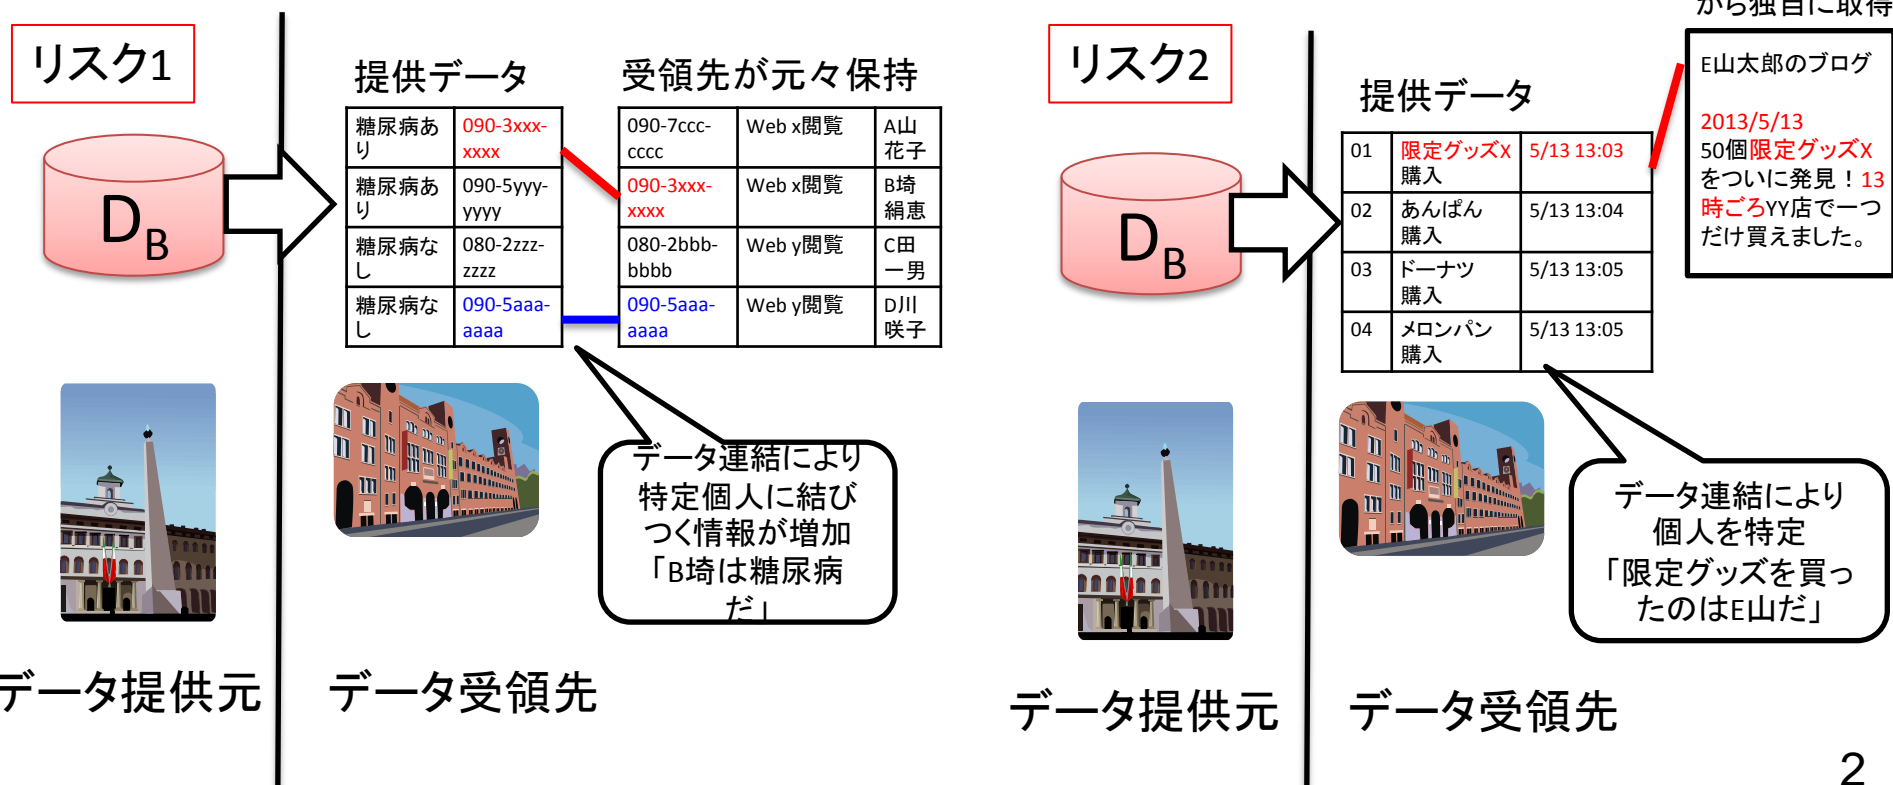 リスク1
提供データ
受領先が元々保持
糖尿病あ
り
090-3xxx-
xxxx
糖尿病あ
り
090-5yyy-
yyyy
糖尿病な
し
080-2zzz-
zzzz
糖尿病な
し
090-5aaa-
aaaa
090-7ccc-
cccc
Web x閲覧
A山
花子
090-3xxx-
xxxx
Web x閲覧
B埼
絹恵
080-2bbb-
bbbb
Web y閲覧
C田
一男
090-5aaa-
aaaa
Web y閲覧
D川
咲子
DB
データ連結により
特定個人に結び
つく情報が増加
「B埼は糖尿病
だ」
データ提供元
データ受領先
リスク2
提供データ
から独自に取得
E山太郎のブログ
2013/5/13
50個限定グッズX
をついに発見！13
時ごろYY店で一つ
だけ買えました。
01
限定グッズX
購入
5/13 13:03
02
あんぱん
購入
5/13 13:04
03
ドーナツ
購入
5/13 13:05
04
メロンパン
購入
5/13 13:05
DB
データ連結により
個人を特定
「限定グッズを買っ
たのはE山だ」
データ提供元
データ受領先
2